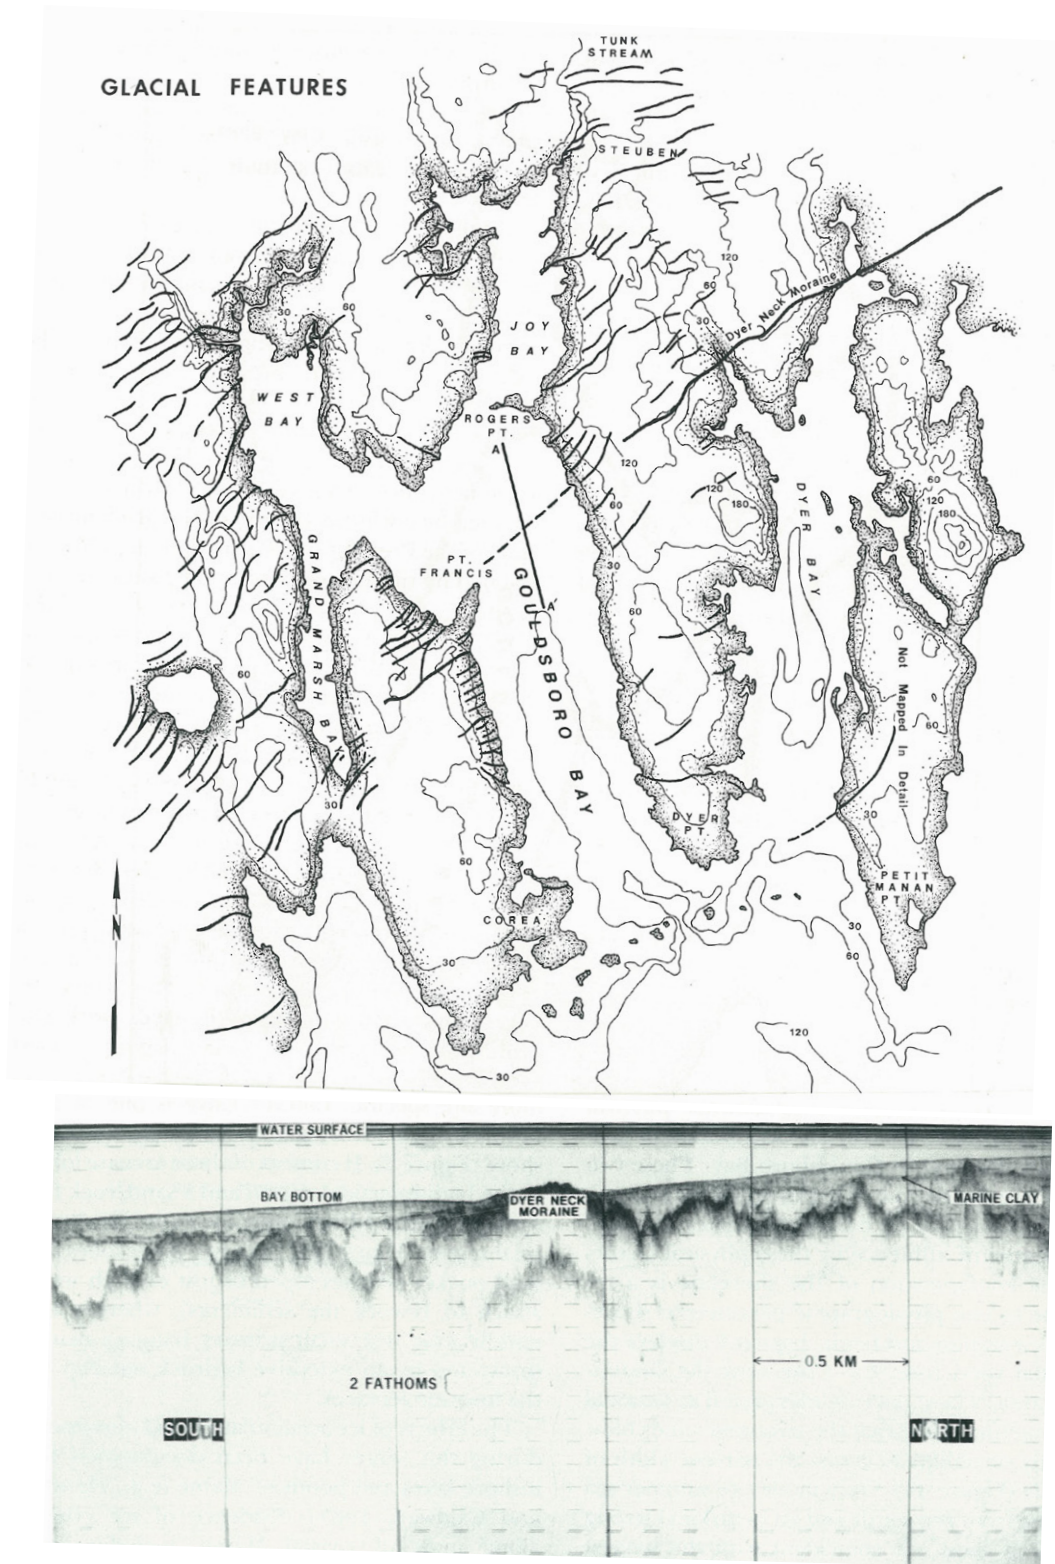 GLACIAL FEATURES
TUNK
STREAM
STEUBEN
120
60
30
Dyer Neck Moraine
30
60
JOY
BAY
WEST
BAY
ROGERS
PT.
A
120
60
120
180
60
120
180
DYER BAY
GRAND MARSH BAY
PT.
FRANCIS
30
A'
60
GOULDSBORO BAY
60
Not Mapped In Detail
60
30
30
DYER
PT.
60
PETIT
MANAN
PT.
COREA
N
30
60
30
120
30
WATER SURFACE
BAY BOTTOM
DYER NECK
MORAINE
MARINE CLAY
0.5 KM
2 FATHOMS
SOUTH
NORTH